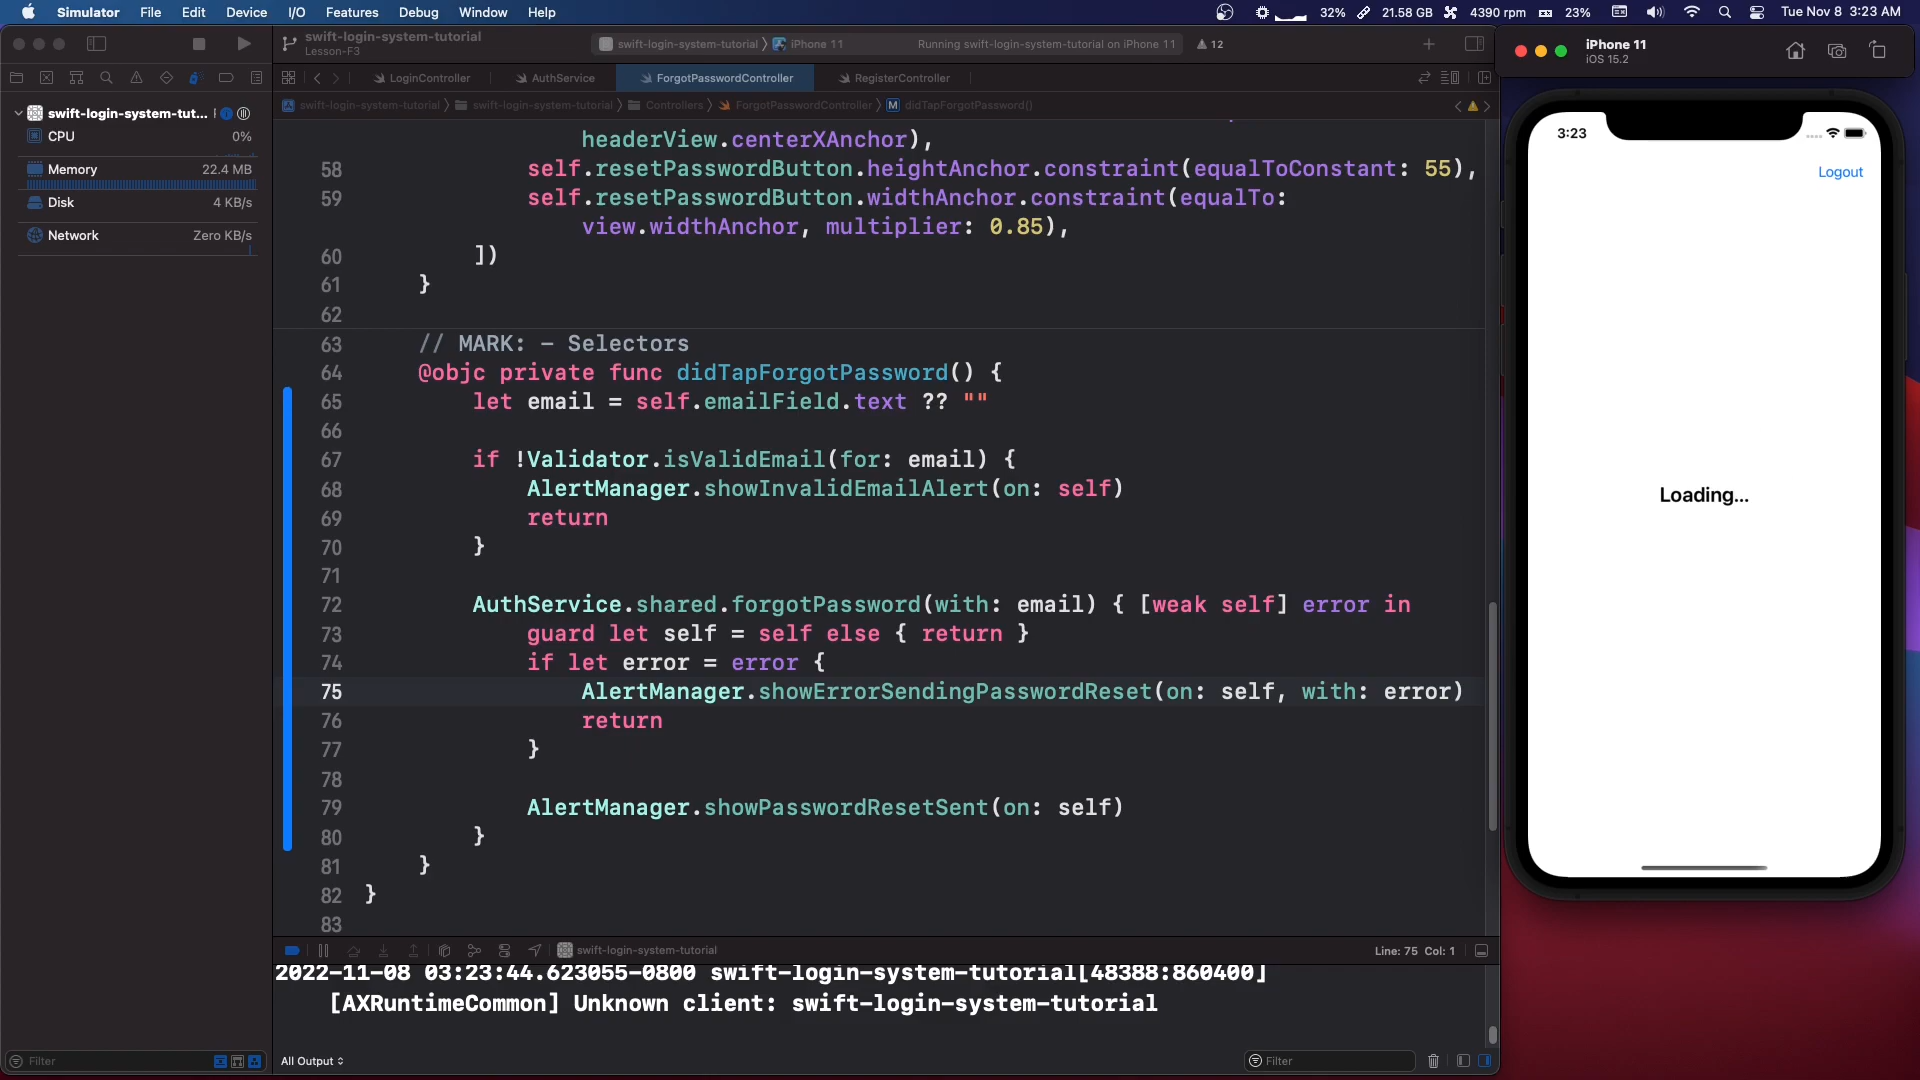 Simulator File Edit Device I/O Features Debug Window Help 32% 21.58 GB 4390 rpm 23% Tue Nov 8 3:23 AM
swift-login-system-tutorial
Lesson-F3
swift-login-system-tutorial iPhone 11 Running swift-login-system-tutorial on iPhone 11 12
iPhone 11
iOS 15.2
LoginController AuthService ForgotPasswordController RegisterController
swift-login-system-tutorial swift-login-system-tutorial Controllers ForgotPasswordController M didTapForgotPassword()
swift-login-system-tut...
CPU 0%
Memory 22.4 MB
Disk 4 KB/s
Network Zero KB/s
headerView.centerXAnchor),
58 self.resetPasswordButton.heightAnchor.constraint(equalToConstant: 55),
59 self.resetPasswordButton.widthAnchor.constraint(equalTo:
view.widthAnchor, multiplier: 0.85),
60 ])
61 }
62
63 // MARK: - Selectors
64 @objc private func didTapForgotPassword() {
65 let email = self.emailField.text ?? ""
66
67 if !Validator.isValidEmail(for: email) {
68 AlertManager.showInvalidEmailAlert(on: self)
69 return
70 }
71
72 AuthService.shared.forgotPassword(with: email) { [weak self] error in
73 guard let self = self else { return }
74 if let error = error {
75 AlertManager.showErrorSendingPasswordReset(on: self, with: error)
76 return
77 }
78
79 AlertManager.showPasswordResetSent(on: self)
80 }
81 }
82 }
83
swift-login-system-tutorial Line: 75 Col: 1
2022-11-08 03:23:44.623055-0800 swift-login-system-tutorial[48388:860400]
[AXRuntimeCommon] Unknown client: swift-login-system-tutorial
Filter All Output Filter
3:23
Logout
Loading...